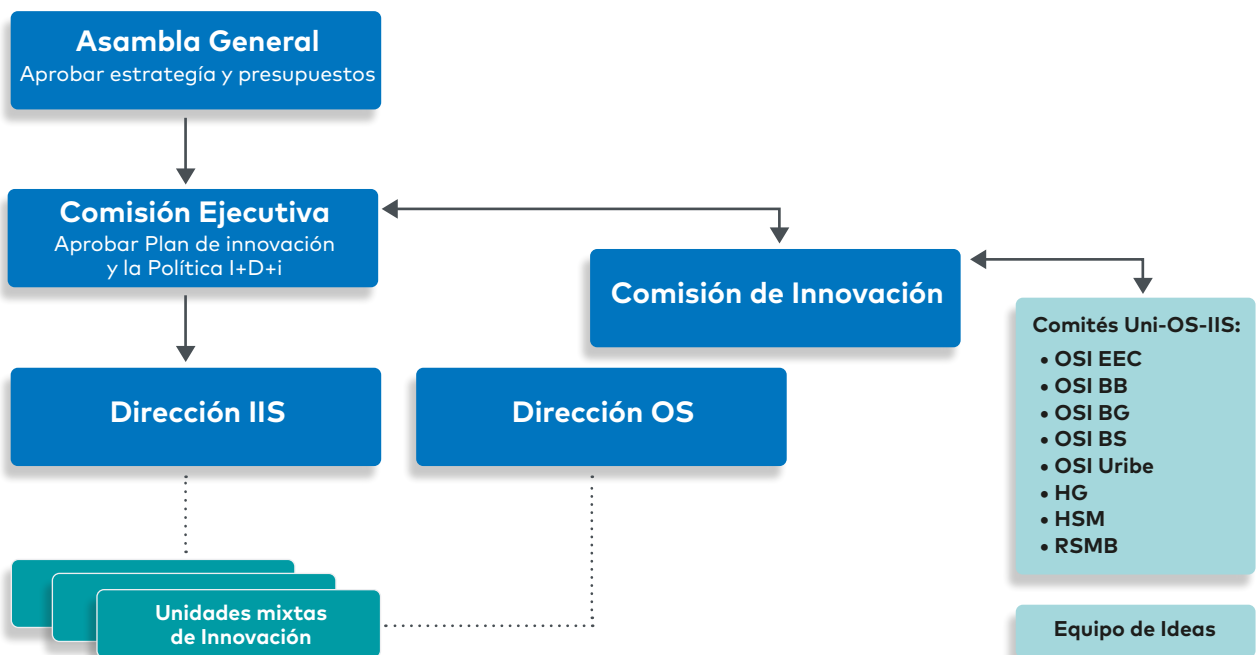 Asambla General
Aprobar estrategía y presupuestos
Comisión Ejecutiva
Aprobar Plan de innovación
y la Política I+D+i
Comisión de Innovación
Dirección IIS
Dirección OS
Comités Uni-OS-IIS:
• OSI EEC
• OSI BB
• OSI BG
• OSI BS
• OSI Uribe
• HG
• HSM
• RSMB
Unidades mixtas
de Innovación
Equipo de Ideas